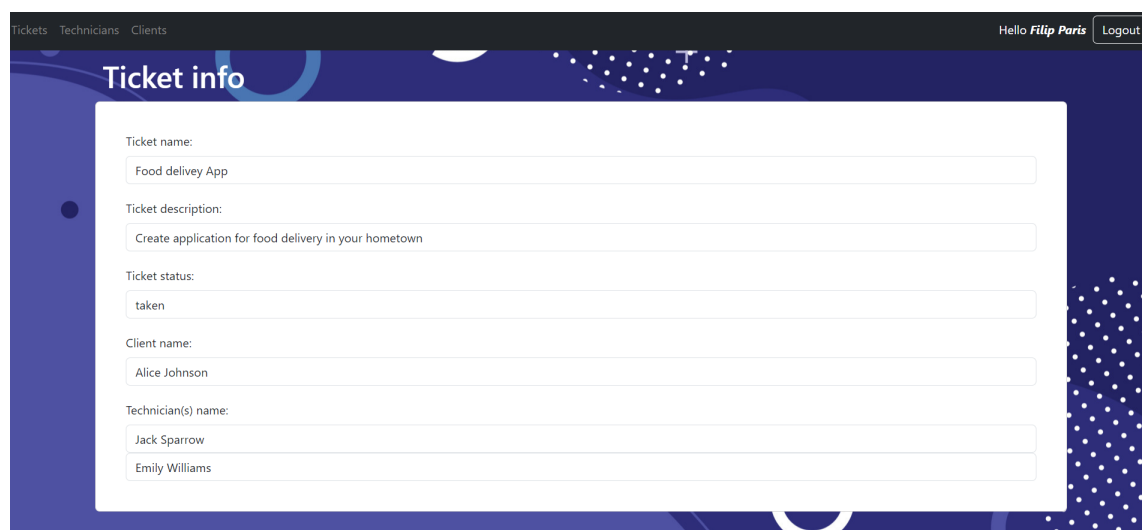 Tickets Technicians Clients Hello Filip Paris Logout
Ticket info
Ticket name:
Food delivey App
Ticket description:
Create application for food delivery in your hometown
Ticket status:
taken
Client name:
Alice Johnson
Technician(s) name:
Jack Sparrow
Emily Williams